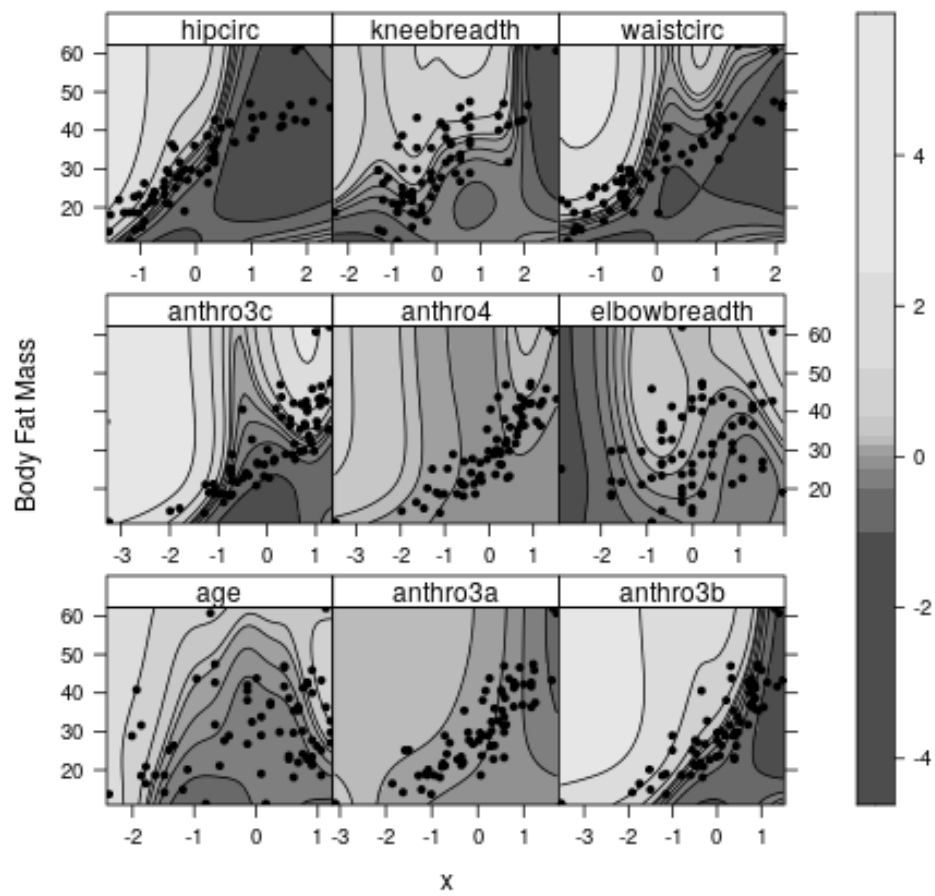 hipcirc kneebreadth waistcirc
60
50
40
30
20
-1 0 1 2
-2 -1 0 1 2
-1 0 1 2
anthro3c anthro4 elbowbreadth
60
50
40
30
20
-3 -2 -1 0 1
-3 -2 -1 0 1
-2 -1 0 1
age anthro3a anthro3b
60
50
40
30
20
-2 -1 0 1
-3 -2 -1 0 1
-3 -2 -1 0 1
Body Fat Mass
x
4
2
0
-2
-4